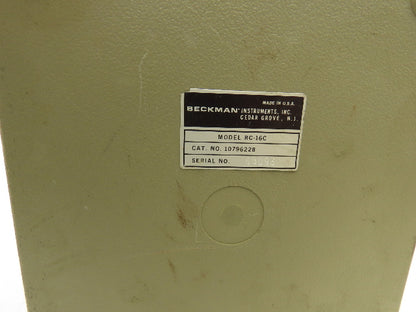 MADE IN U.S.A.
BECKMAN® INSTRUMENTS, INC.
CEDAR GROVE, N.J.
MODEL RC-16C
CAT. NO. 10796228
SERIAL NO.